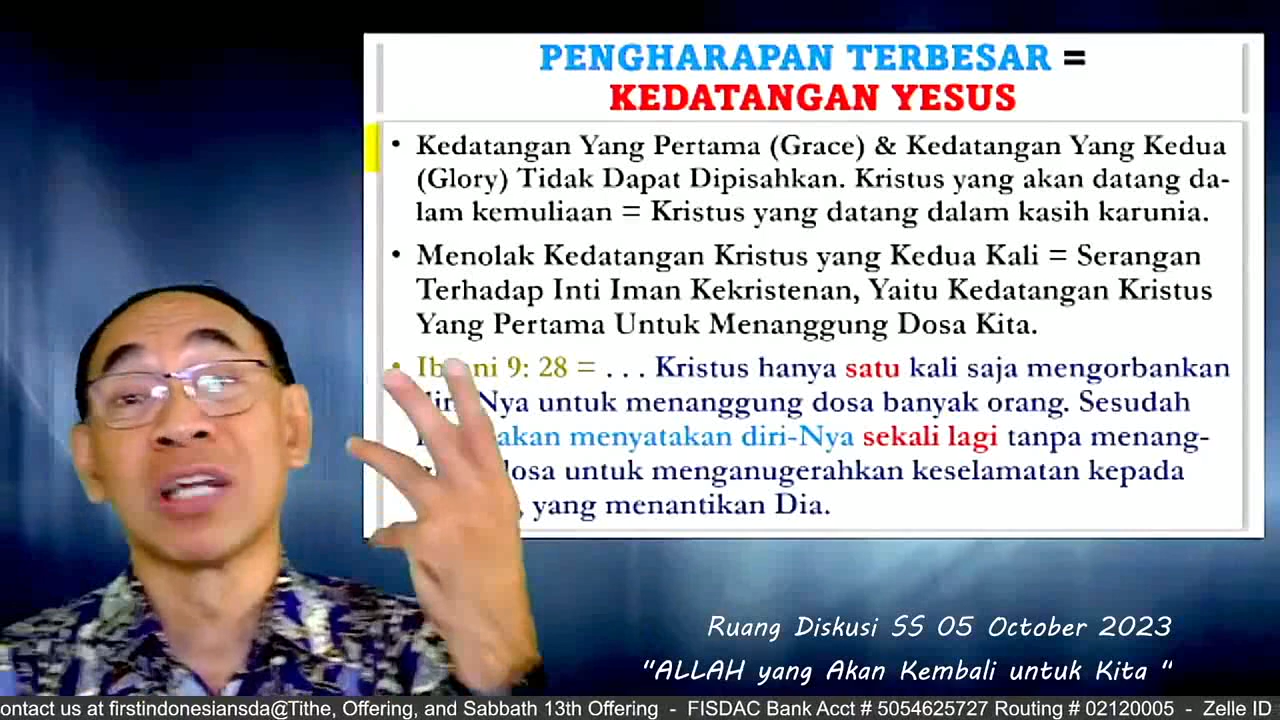 PENGHARAPAN TERBESAR =
KEDATANGAN YESUS
• Kedatangan Yang Pertama (Grace) & Kedatangan Yang Kedua
(Glory) Tidak Dapat Dipisahkan. Kristus yang akan datang da-
lam kemuliaan = Kristus yang datang dalam kasih karunia.
• Menolak Kedatangan Kristus yang Kedua Kali = Serangan
Terhadap Inti Iman Kekristenan, Yaitu Kedatangan Kristus
Yang Pertama Untuk Menanggung Dosa Kita.
• 9: 28 = . . . Kristus hanya satu kali saja mengorbankan
Nya untuk menanggung dosa banyak orang. Sesudah
akan menyatakan diri-Nya sekali lagi tanpa menang-
dosa untuk menganugerahkan keselamatan kepada
, yang menantikan Dia.
Ruang Diskusi SS 05 October 2023
"ALLAH yang Akan Kembali untuk Kita "
ontact us at firstindonesiansda@Tithe, Offering, and Sabbath 13th Offering - FISDAC Bank Acct # 5054625727 Routing # 02120005 - Zelle ID